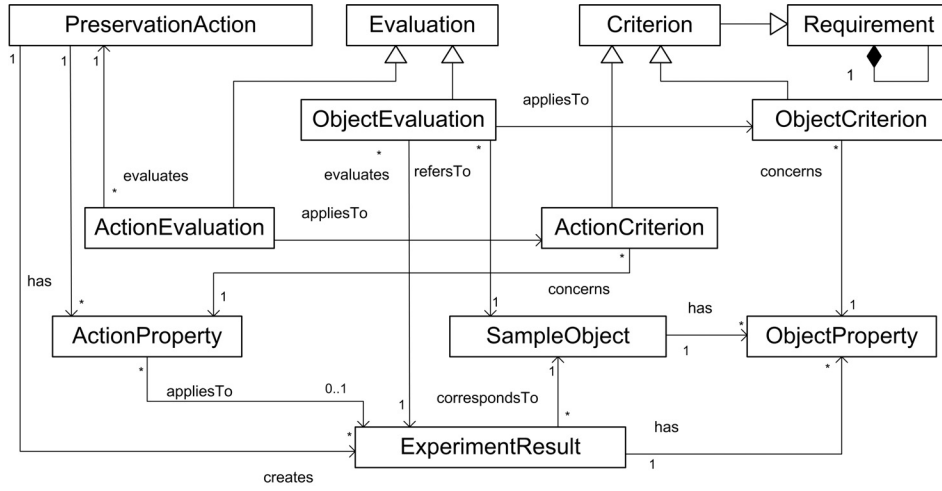 PreservationAction
Evaluation
Criterion
Requirement
1
1
1
1
ObjectEvaluation
appliesTo
ObjectCriterion
*
*
*
evaluates
evaluates
refersTo
concerns
*
ActionEvaluation
appliesTo
ActionCriterion
*
has
concerns
*
1
1
1
has
ActionProperty
SampleObject
*
ObjectProperty
1
*
appliesTo
0..1
correspondsTo
1
*
1
*
*
has
ExperimentResult
1
creates